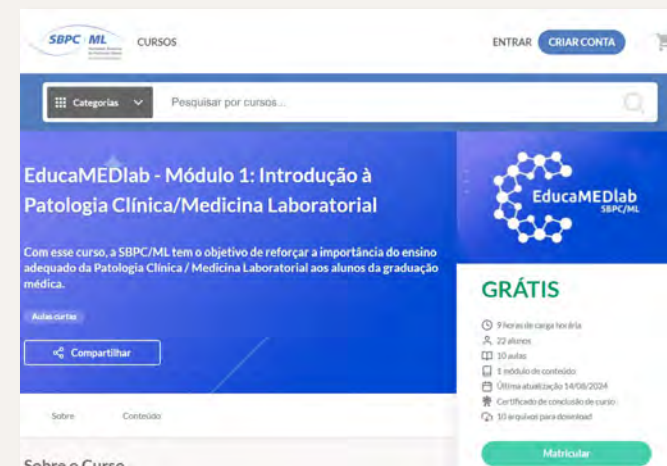 SBPC ML
CURSOS
ENTRAR
CRIAR CONTA
Categorias
Pesquisar por cursos...
EducaMEDlab - Módulo 1: Introdução à
Patologia Clínica/Medicina Laboratorial
Com esse curso, a SBPC/ML tem o objetivo de reforçar a importância do ensino
adequado da Patologia Clínica / Medicina Laboratorial aos alunos da graduação
médica.
Aulas curtas
Compartilhar
Sobre
Conteúdo
Sobre o Curso
EducaMEDlab
SBPC/ML
GRÁTIS
9 horas de carga horária
22 alunos
10 aulas
1 módulo de conteúdo
Última atualização 14/08/2024
Certificado de conclusão de curso
10 arquivos para download
Matricular